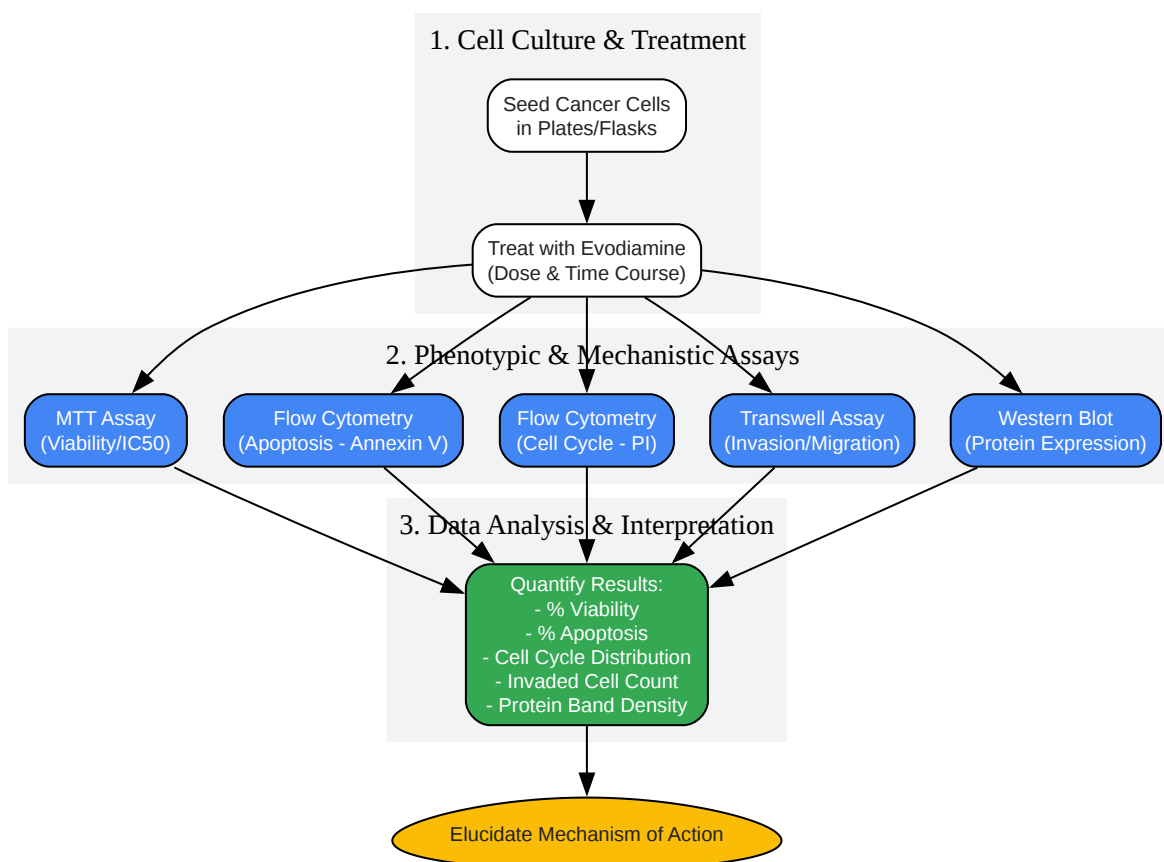 1. Cell Culture & Treatment
Seed Cancer Cells
in Plates/Flasks
Treat with Evodiamine
(Dose & Time Course)
2. Phenotypic & Mechanistic Assays
MTT Assay
(Viability/IC50)
Flow Cytometry
(Apoptosis - Annexin V)
Flow Cytometry
(Cell Cycle - PI)
Transwell Assay
(Invasion/Migration)
Western Blot
(Protein Expression)
3. Data Analysis & Interpretation
Quantify Results:
- % Viability
- % Apoptosis
- Cell Cycle Distribution
- Invaded Cell Count
- Protein Band Density
Elucidate Mechanism of Action